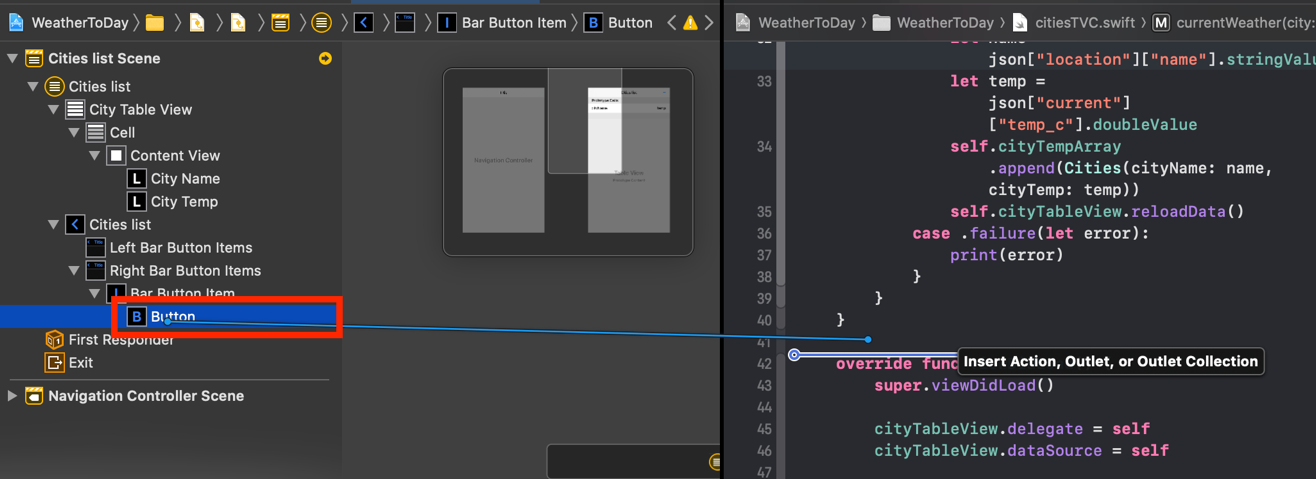 WeatherToDay
Bar Button Item
B Button
Cities list Scene
Cities list
City Table View
Cell
Content View
L City Name
L City Temp
Cities list
Left Bar Button Items
Right Bar Button Items
Bar Button Item
B Button
First Responder
Exit
Navigation Controller Scene
Navigation Controller
Prototype Cells
WeatherToDay
WeatherToDay
citiesTVC.swift
M currentWeather(city:
json["location"]["name"].stringValu
33 let temp =
json["current"]
["temp_c"].doubleValue
34 self.cityTempArray
.append(Cities(cityName: name,
cityTemp: temp))
35 self.cityTableView.reloadData()
36 case .failure(let error):
37 print(error)
38 }
39 }
40 }
41
Insert Action, Outlet, or Outlet Collection
42 override func
43 super.viewDidLoad()
44
45 cityTableView.delegate = self
46 cityTableView.dataSource = self
47